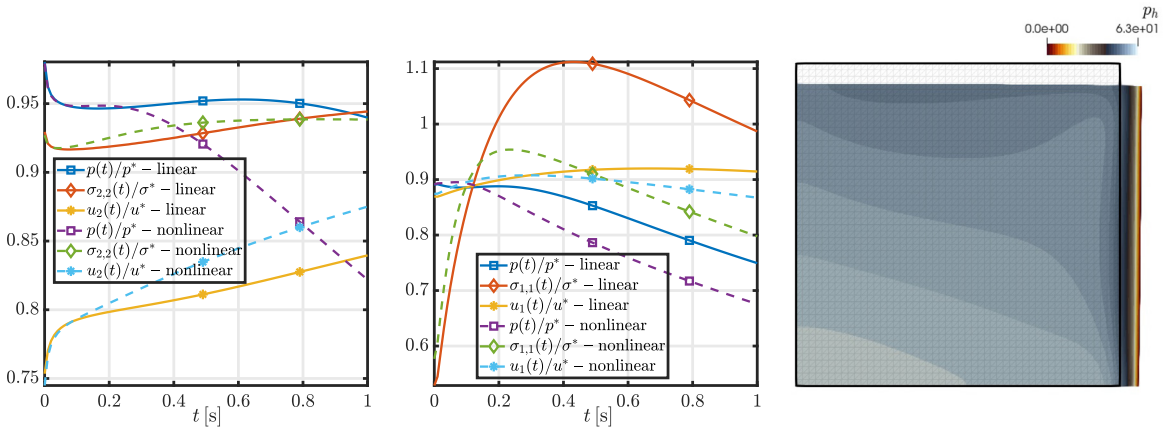 0.95
0.9
0.85
0.8
0.75
0 0.2 0.4 0.6 0.8 1
t [s]
p(t)/p* − linear
σ2,2(t)/σ* − linear
u2(t)/u* − linear
p(t)/p* − nonlinear
σ2,2(t)/σ* − nonlinear
u2(t)/u* − nonlinear
1.1
1
0.9
0.8
0.7
0.6
0 0.2 0.4 0.6 0.8 1
t [s]
p(t)/p* − linear
σ1,1(t)/σ* − linear
u1(t)/u* − linear
p(t)/p* − nonlinear
σ1,1(t)/σ* − nonlinear
u1(t)/u* − nonlinear
ph
0.0e+00 6.3e+01